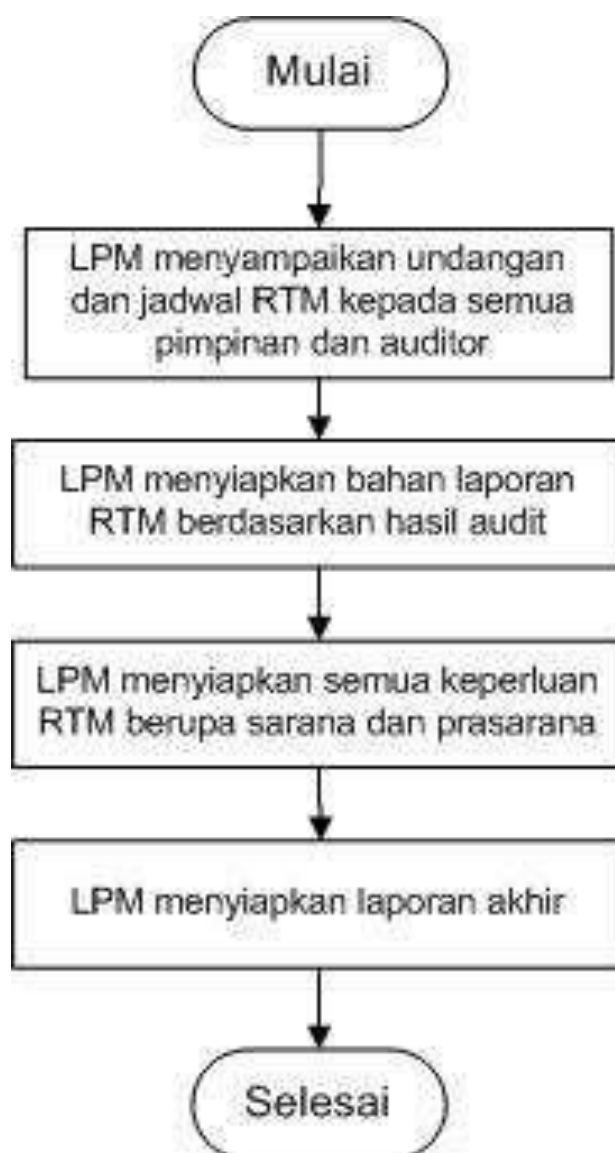 Mulai
LPM menyampaikan undangan
dan jadwal RTM kepada semua
pimpinan dan auditor
LPM menyiapkan bahan laporan
RTM berdasarkan hasil audit
LPM menyiapkan semua keperluan
RTM berupa sarana dan prasarana
LPM menyiapkan laporan akhir
Selesai